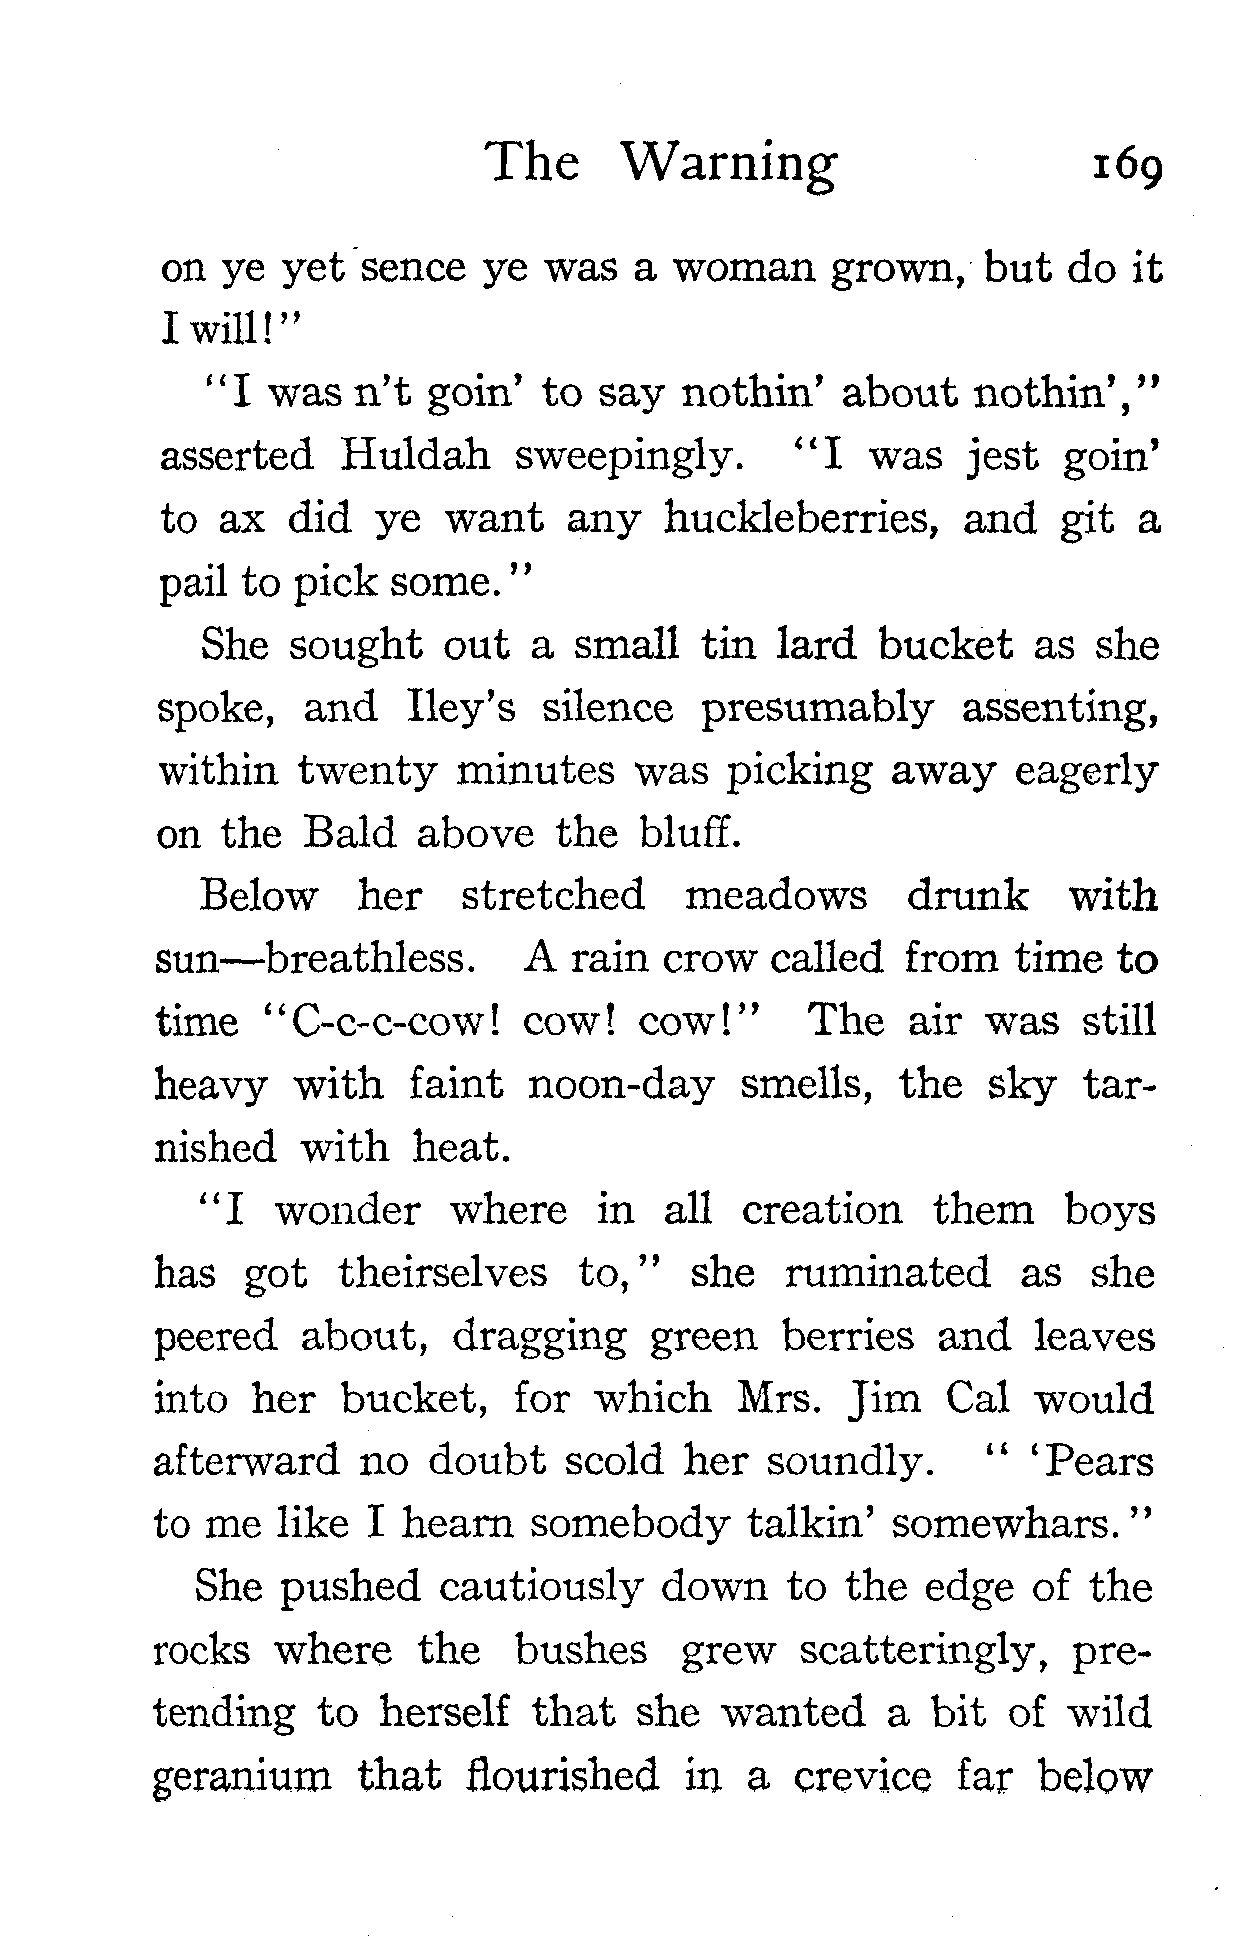 The Warning 169
on ye yet sence ye was a woman grown, but do it
I will!"
"I was n't goin' to say nothin' about nothin',"
asserted Huldah sweepingly. "I was jest goin'
to ax did ye want any huckleberries, and git a
pail to pick some."
She sought out a small tin lard bucket as she
spoke, and Iley's silence presumably assenting,
within twenty minutes was picking away eagerly
on the Bald above the bluff.
Below her stretched meadows drunk with
sun—breathless. A rain crow called from time to
time "C-c-c-cow! cow! cow!" The air was still
heavy with faint noon-day smells, the sky tar-
nished with heat.
"I wonder where in all creation them boys
has got theirselves to," she ruminated as she
peered about, dragging green berries and leaves
into her bucket, for which Mrs. Jim Cal would
afterward no doubt scold her soundly. " 'Pears
to me like I hearn somebody talkin' somewhars."
She pushed cautiously down to the edge of the
rocks where the bushes grew scatteringly, pre-
tending to herself that she wanted a bit of wild
geranium that flourished in a crevice far below